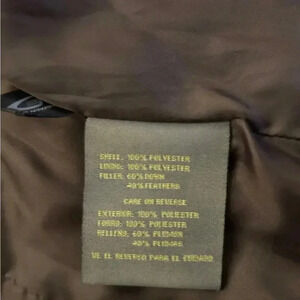 SHELL: 100% POLYESTER
LINING: 100% POLYESTER
FILLER: 60% DOWN
40% FEATHERS
CARE ON REVERSE
EXTERIOR: 100% POLIESTER
FORRO: 100% POLIESTER
RELLENO: 60% PLUMON
40% PLUMAS
VE EL REVERSO PARA EL CUIDADO